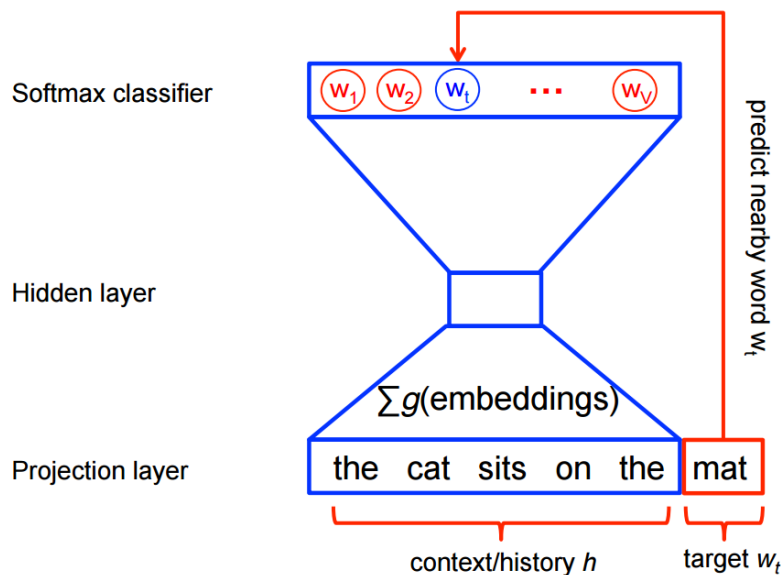 Softmax classifier
w₁ w₂ wₜ ... w_V
predict nearby word wₜ
Hidden layer
∑g(embeddings)
Projection layer
the cat sits on the mat
context/history h
target wₜ